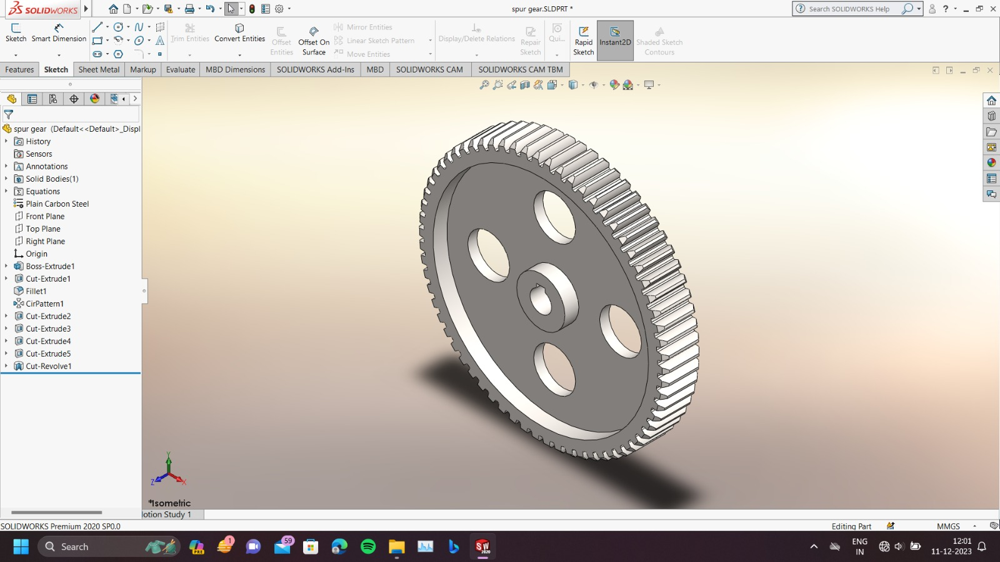 SOLIDWORKS
spur gear.SLDPRT *
Search SOLIDWORKS Help
?
Sketch
Smart Dimension
Trim Entities
Convert Entities
Offset Entities
Offset On Surface
Mirror Entities
Linear Sketch Pattern
Move Entities
Display/Delete Relations
Repair Sketch
Qui...
Rapid Sketch
Instant2D
Shaded Sketch Contours
Features
Sketch
Sheet Metal
Markup
Evaluate
MBD Dimensions
SOLIDWORKS Add-Ins
MBD
SOLIDWORKS CAM
SOLIDWORKS CAM TBM
spur gear (Default<<Default>_Displ
History
Sensors
Annotations
Solid Bodies(1)
Equations
Plain Carbon Steel
Front Plane
Top Plane
Right Plane
Origin
Boss-Extrude1
Cut-Extrude1
Fillet1
CirPattern1
Cut-Extrude2
Cut-Extrude3
Cut-Extrude4
Cut-Extrude5
Cut-Revolve1
Y
Z
X
*Isometric
Motion Study 1
SOLIDWORKS Premium 2020 SP0.0
Editing Part
MMGS
Search
PRE
1
59
SW
2020
ENG
IN
12:01
11-12-2023